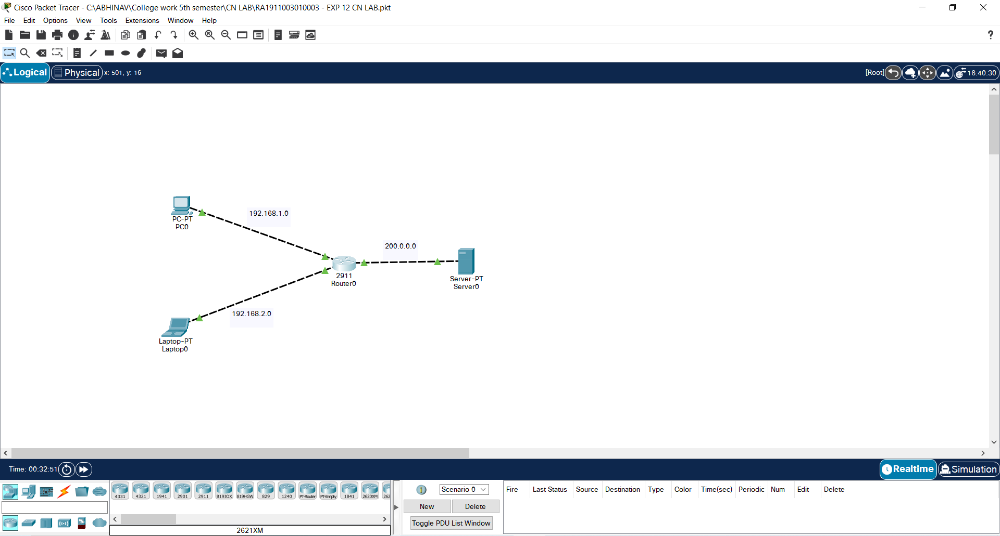 Cisco Packet Tracer - C:\ABHINAV\College work 5th semester\CN LAB\RA1911003010003 - EXP 12 CN LAB.pkt
File Edit Options View Tools Extensions Window Help
?
Logical Physical x: 501, y: 16 [Root] 16:40:30
192.168.1.0
PC-PT
PC0
200.0.0.0
2911
Router0
Server-PT
Server0
192.168.2.0
Laptop-PT
Laptop0
Time: 00:32:51 Realtime Simulation
4331 4321 1941 2901 2911 819IOX 819HGW 829 1240 PT-Router PT-Empty 1841 2620XM 262
Scenario 0
Fire Last Status Source Destination Type Color Time(sec) Periodic Num Edit Delete
New Delete
Toggle PDU List Window
2621XM